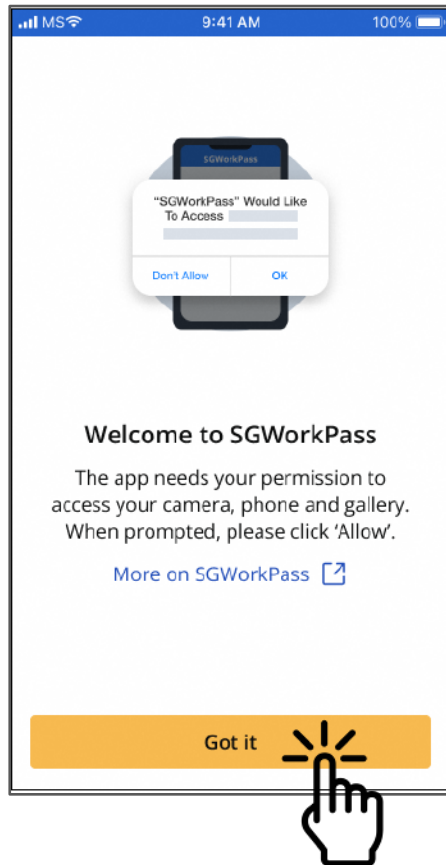 MS 9:41 AM 100%
SGWorkPass
"SGWorkPass" Would Like
To Access
Don't Allow OK
Welcome to SGWorkPass
The app needs your permission to
access your camera, phone and gallery.
When prompted, please click ‘Allow’.
More on SGWorkPass
Got it